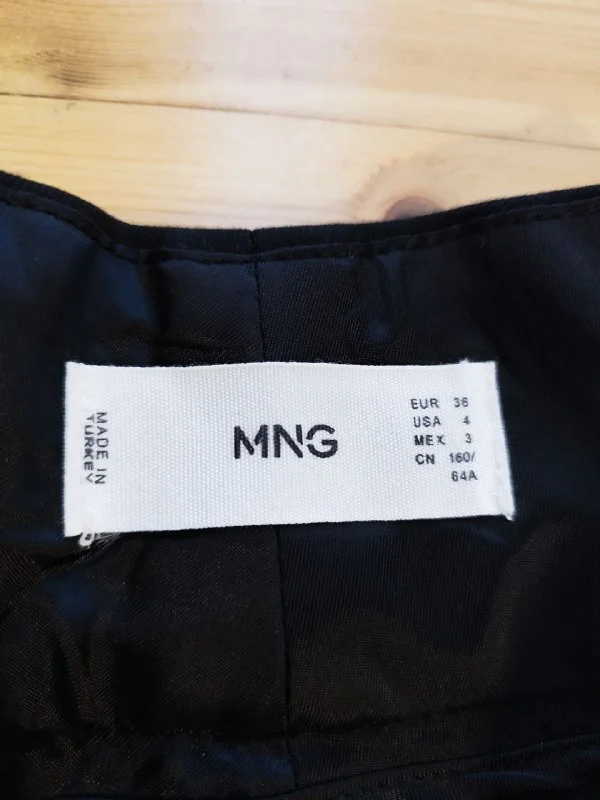 MADE IN
TURKEY
MNG
EUR 36
USA 4
MEX 3
CN 160/
64A